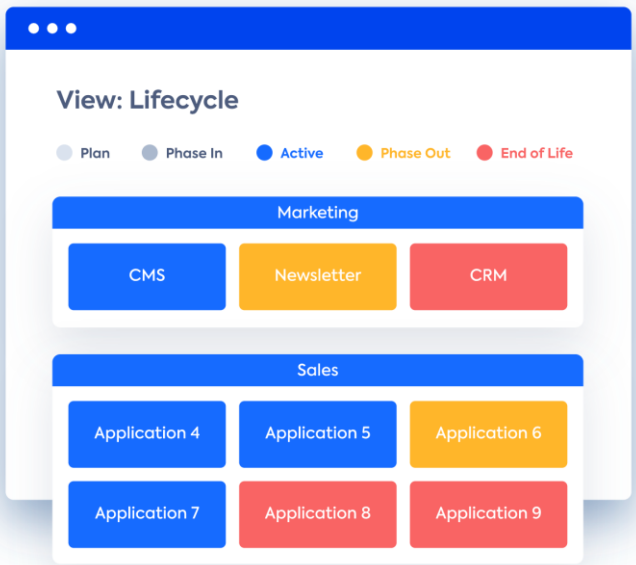 View: Lifecycle
Plan Phase In Active Phase Out End of Life
Marketing
CMS Newsletter CRM
Sales
Application 4 Application 5 Application 6
Application 7 Application 8 Application 9